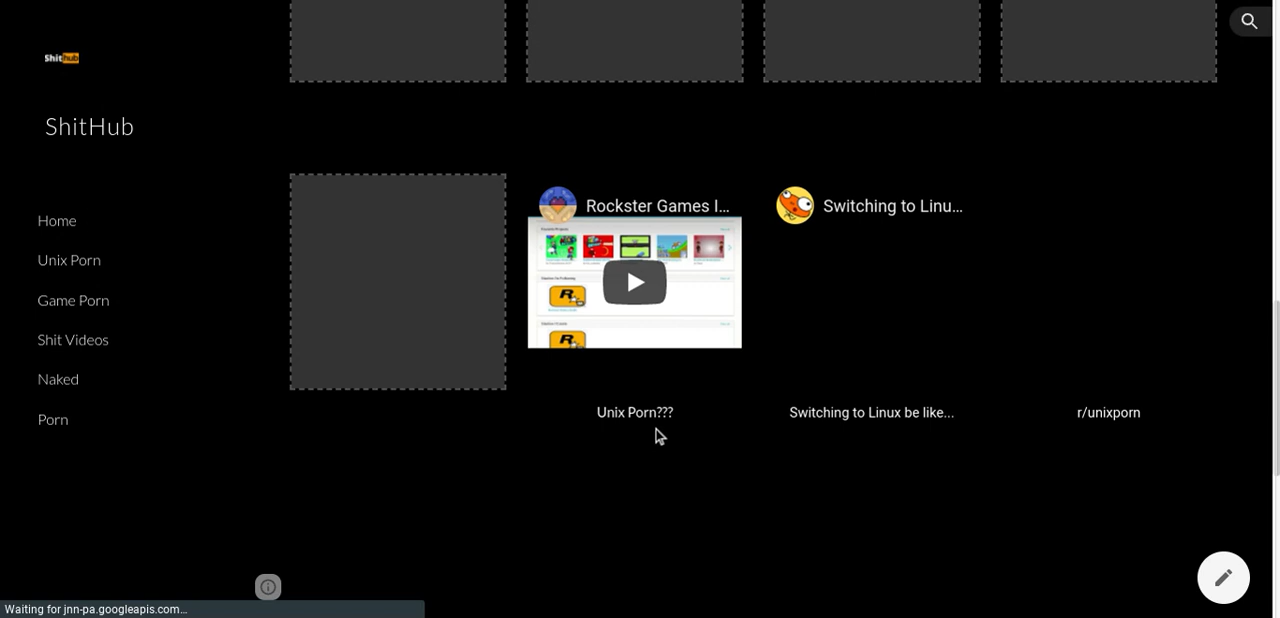 Shithub
ShitHub
Home
Unix Porn
Game Porn
Shit Videos
Naked
Porn
Rockster Games I...
Switching to Linu...
Unix Porn???
Switching to Linux be like...
r/unixporn
Waiting for jnn-pa.googleapis.com...